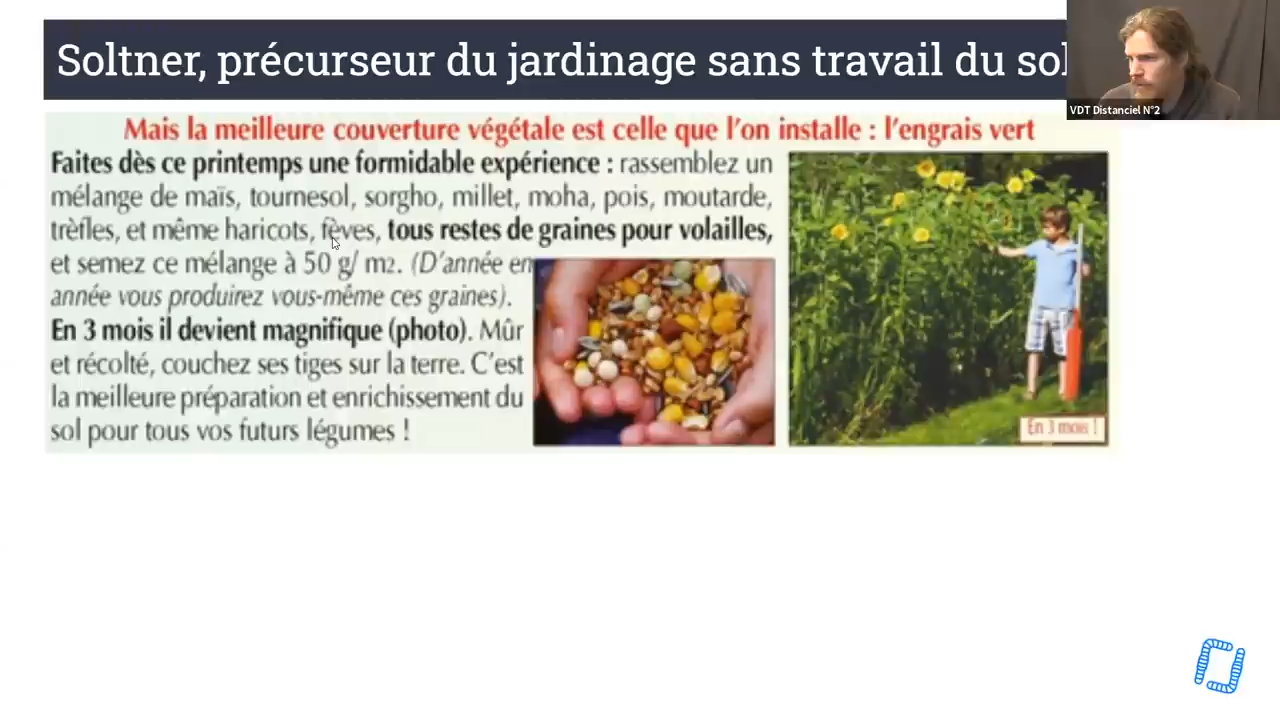 Soltner, précurseur du jardinage sans travail du sol
VDT Distanciel N°2
Mais la meilleure couverture végétale est celle que l'on installe : l'engrais vert
Faites dès ce printemps une formidable expérience : rassemblez un
mélange de maïs, tournesol, sorgho, millet, moha, pois, moutarde,
trèfles, et même haricots, fèves, tous restes de graines pour volailles,
et semez ce mélange à 50 g/ m2. (D'année en
année vous produirez vous-même ces graines).
En 3 mois il devient magnifique (photo). Mûr
et récolté, couchez ses tiges sur la terre. C'est
la meilleure préparation et enrichissement du
sol pour tous vos futurs légumes !
En 3 mois !